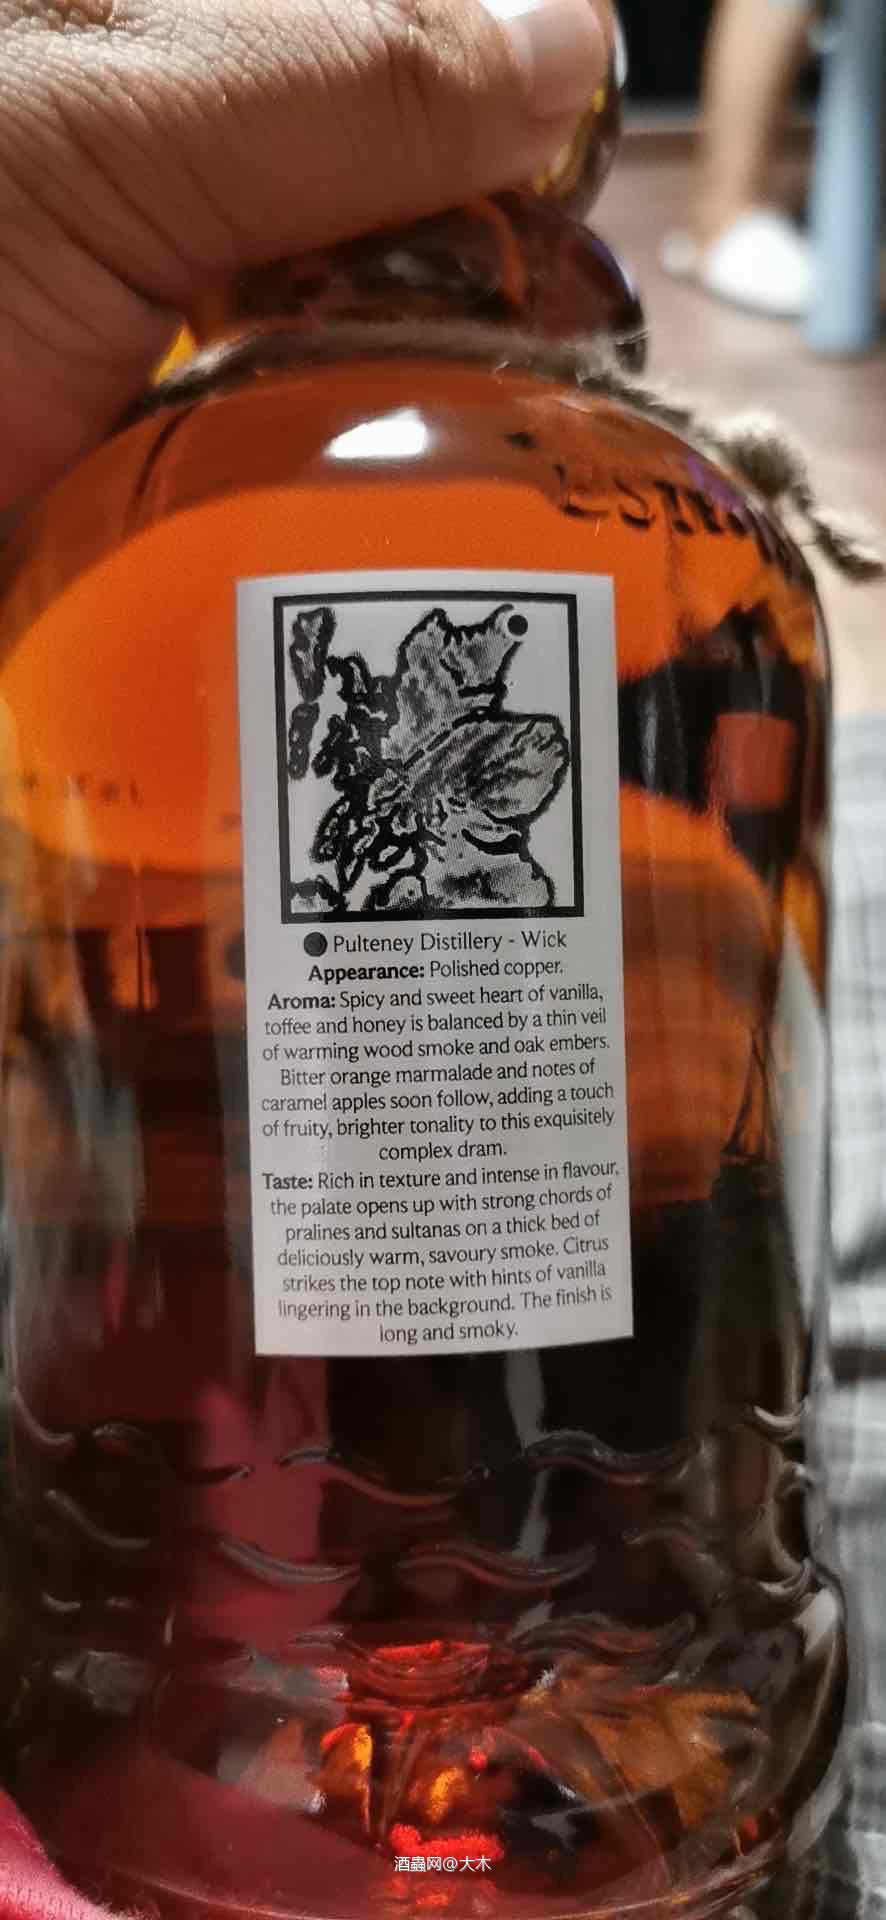 Pulteney Distillery - Wick
Appearance: Polished copper.
Aroma: Spicy and sweet heart of vanilla,
toffee and honey is balanced by a thin veil
of warming wood smoke and oak embers.
Bitter orange marmalade and notes of
caramel apples soon follow, adding a touch
of fruity, brighter tonality to this exquisitely
complex dram.
Taste: Rich in texture and intense in flavour,
the palate opens up with strong chords of
pralines and sultanas on a thick bed of
deliciously warm, savoury smoke. Citrus
strikes the top note with hints of vanilla
lingering in the background. The finish is
long and smoky.
酒蟲网@大木